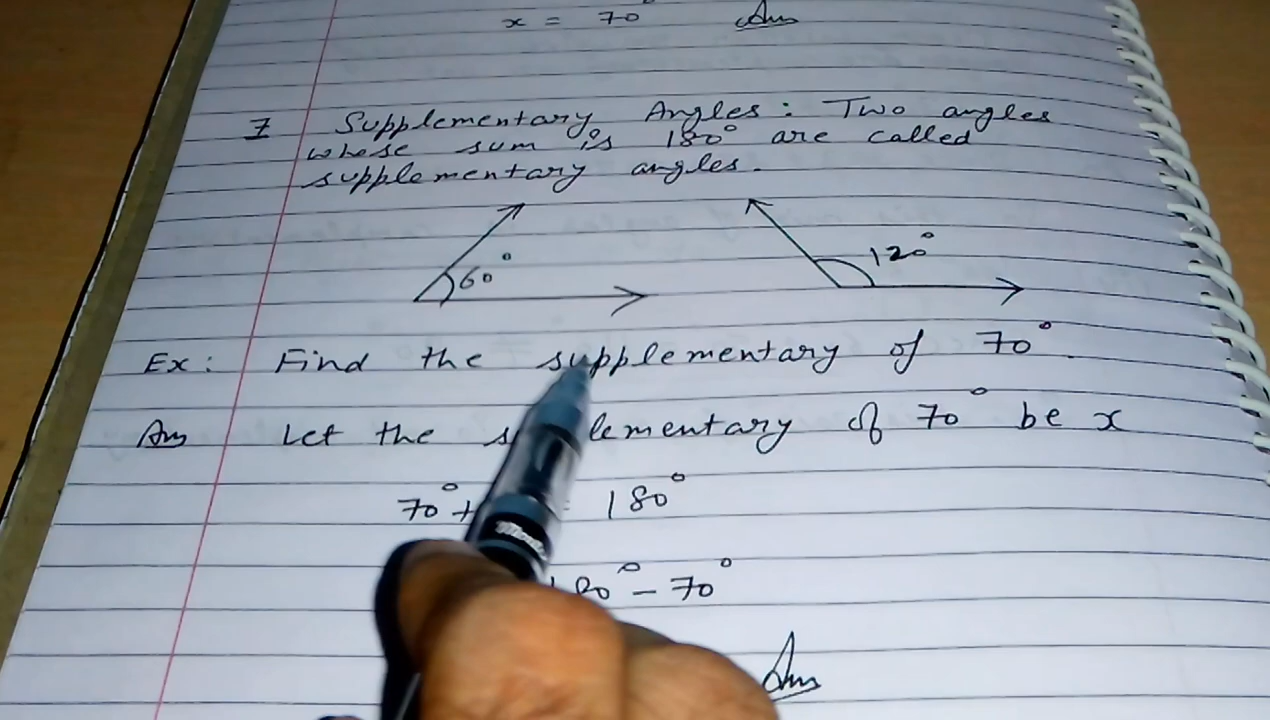 x = 70° Ans
7 Supplementary Angles: Two angles
whose sum is 180° are called
supplementary angles.
60° 120°
Ex: Find the supplementary of 70°.
Ans Let the s lementary of 70° be x
70° + = 180°
180° - 70°
Ans